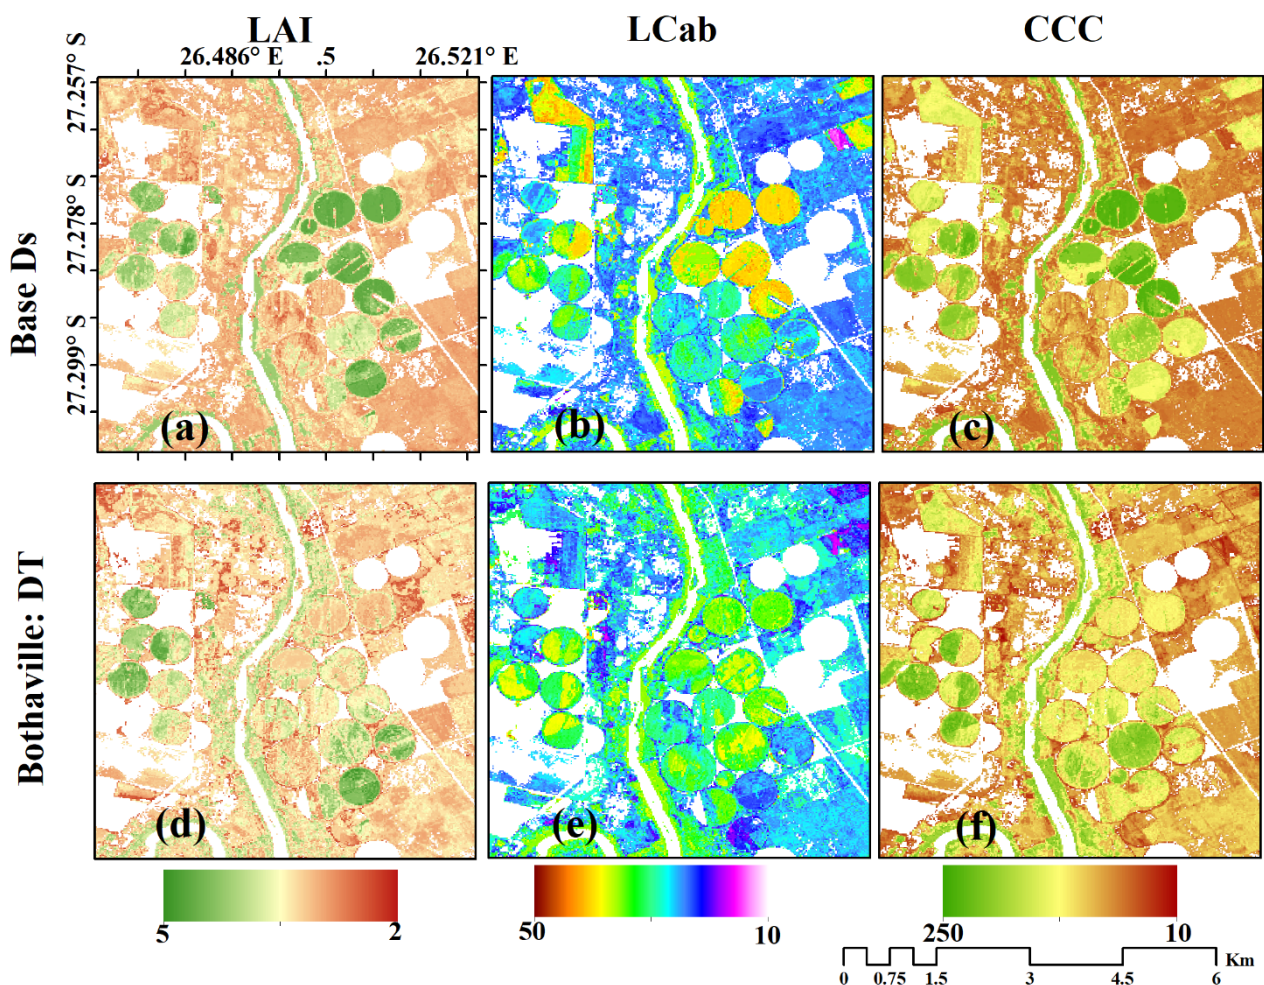 LAI
LCab
CCC
26.486° E
.5
26.521° E
27.257° S
27.278° S
27.299° S
Base Ds
(a)
(b)
(c)
Bothaville: DT
(d)
(e)
(f)
5
2
50
10
250
10
Km
0
0.75
1.5
3
4.5
6